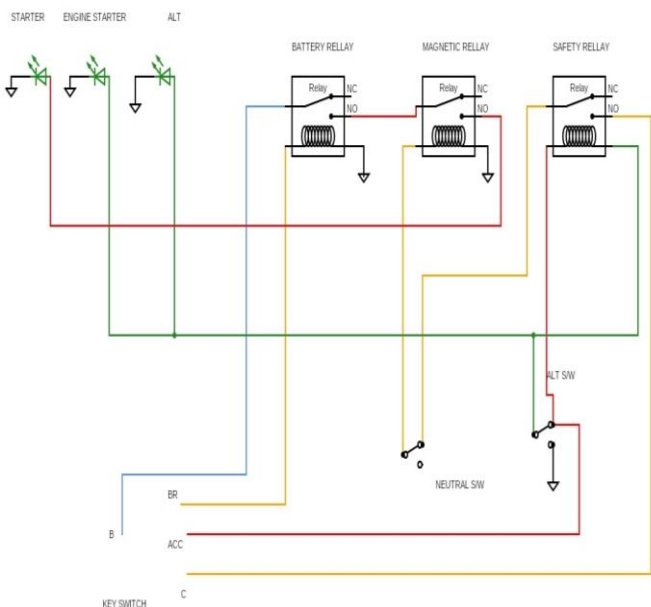 STARTER
ENGINE STARTER
ALT
BATTERY RELLAY
MAGNETIC RELLAY
SAFETY RELLAY
Relay
NC
NO
Relay
NC
NO
Relay
NC
NO
ALT S/W
NEUTRAL S/W
BR
B
ACC
C
KEY SWITCH